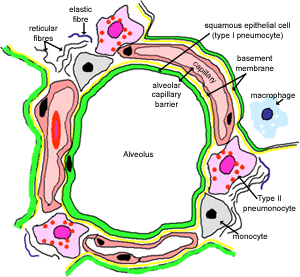 elastic
fibre
reticular
fibres
squamous epithelial cell
(type I pneumocyte)
capillary
basement
membrane
alveolar
capillary
barrier
macrophage
Alveolus
Type II
pneumonocyte
monocyte